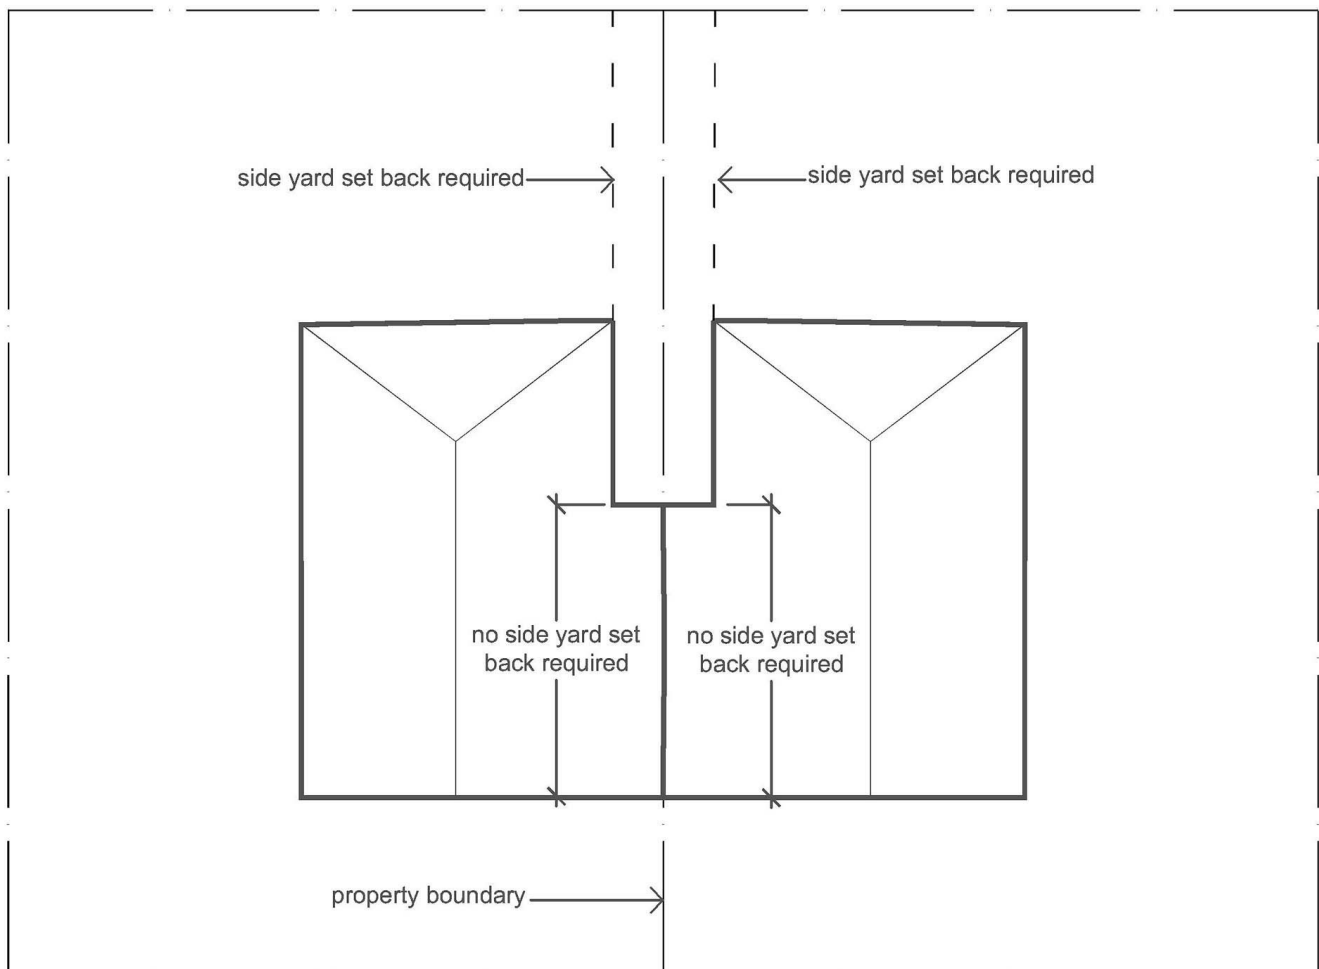 side yard set back required
side yard set back required
no side yard set
back required
no side yard set
back required
property boundary